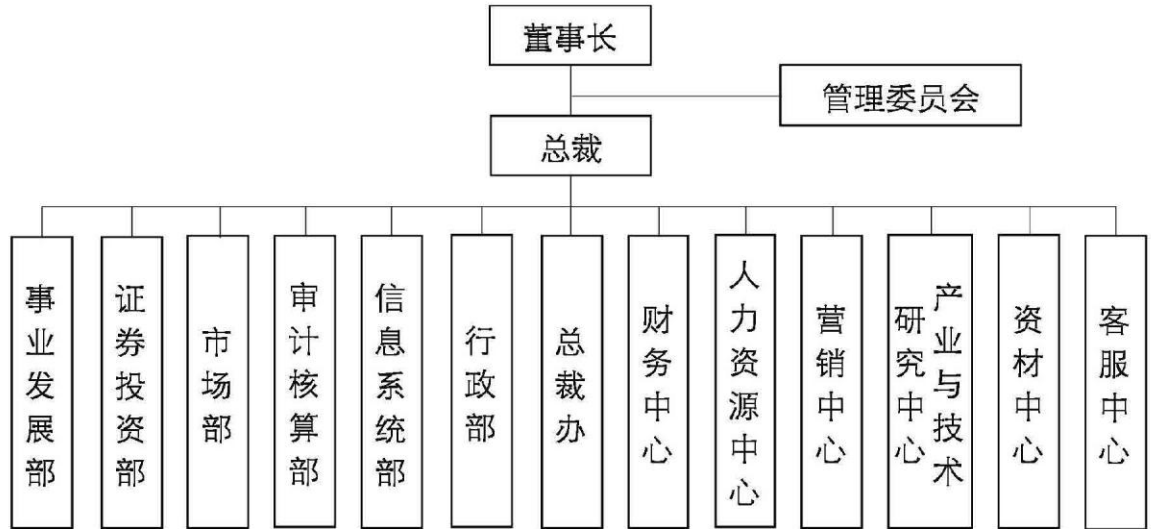 董事长
管理委员会
总裁
事业发展部
证券投资部
市场部
审计核算部
信息系统部
行政部
总裁办
财务中心
人力资源中心
营销中心
产业与技术
研究中心
资材中心
客服中心